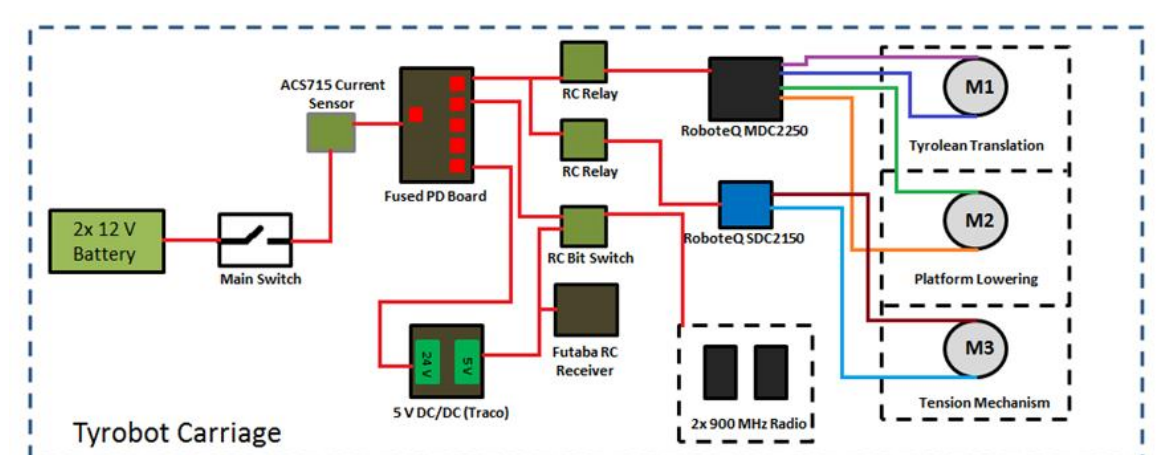 ACS715 Current
Sensor
RC Relay
RoboteQ MDC2250
M1
Tyrolean Translation
Fused PD Board
RC Relay
2x 12 V
Battery
Main Switch
RC Bit Switch
RoboteQ SDC2150
M2
Platform Lowering
24 V
5V
5 V DC/DC (Traco)
Futaba RC
Receiver
2x 900 MHz Radio
M3
Tension Mechanism
Tyrobot Carriage